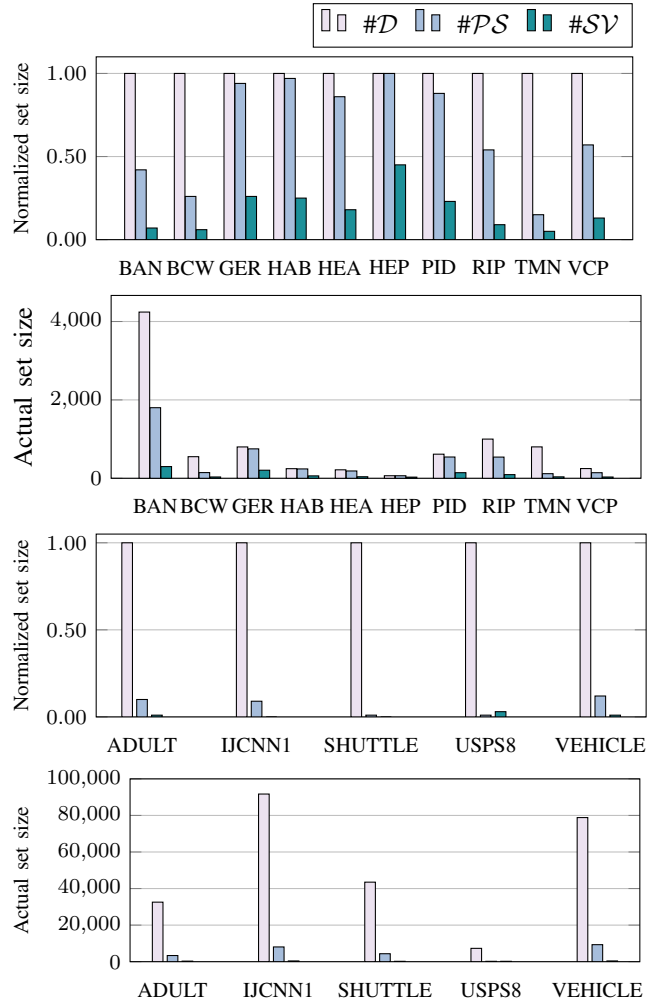 #𝒟 #𝒫𝒮 #𝒮𝒱
Normalized set size
1.00
0.50
0.00
BAN BCW GER HAB HEA HEP PID RIP TMN VCP
Actual set size
4,000
2,000
0
BAN BCW GER HAB HEA HEP PID RIP TMN VCP
Normalized set size
1.00
0.50
0.00
ADULT IJCNN1 SHUTTLE USPS8 VEHICLE
Actual set size
100,000
80,000
60,000
40,000
20,000
0
ADULT IJCNN1 SHUTTLE USPS8 VEHICLE